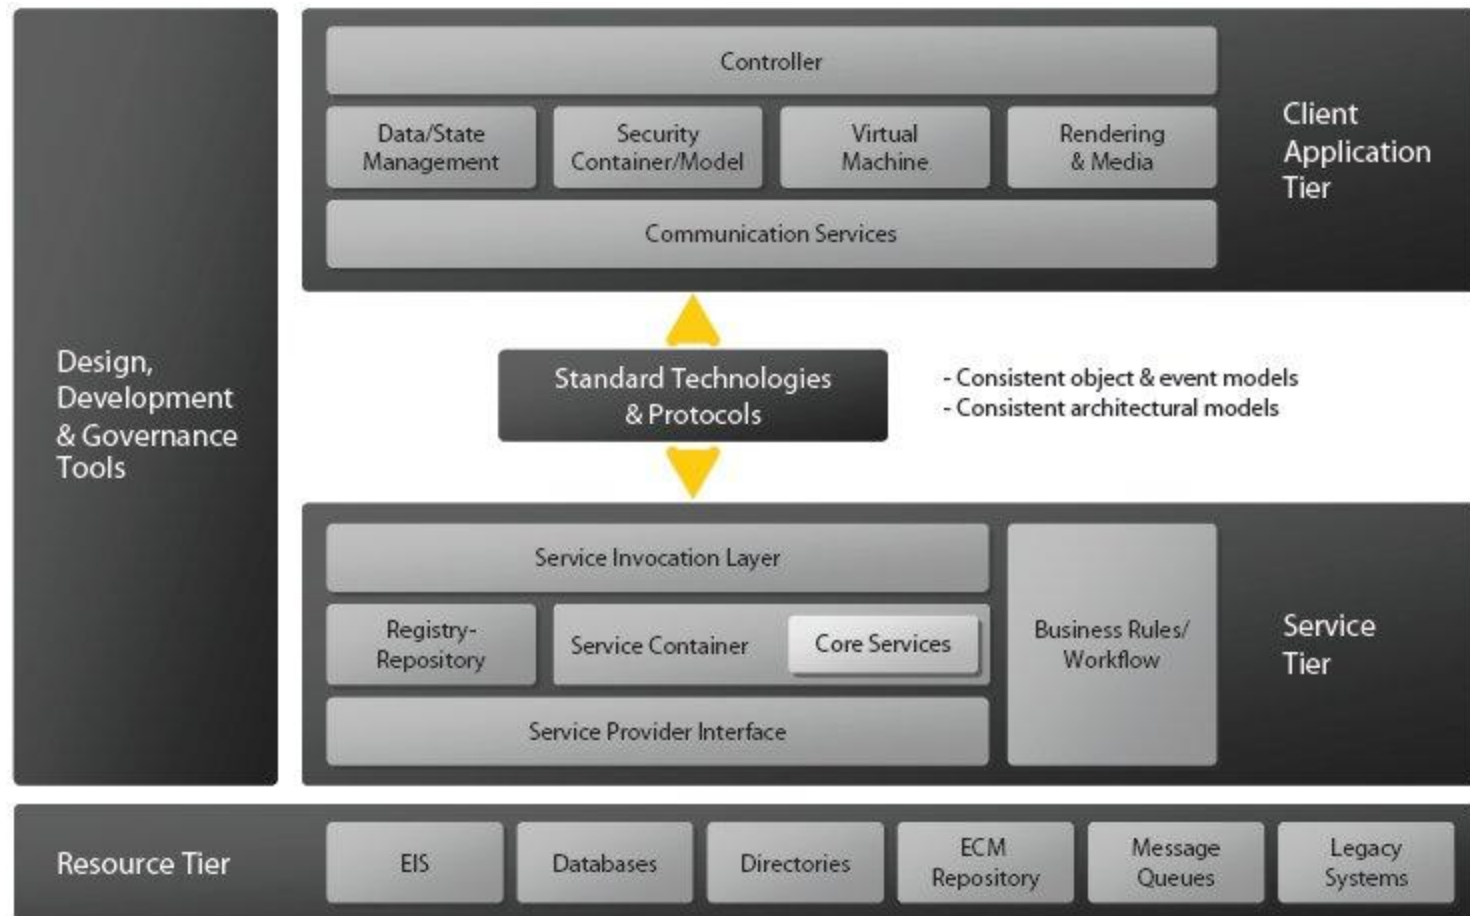 Controller
Data/State
Management
Security
Container/Model
Virtual
Machine
Rendering
& Media
Communication Services
Client
Application
Tier
Design,
Development
& Governance
Tools
Standard Technologies
& Protocols
- Consistent object & event models
- Consistent architectural models
Service Invocation Layer
Registry-
Repository
Service Container
Core Services
Service Provider Interface
Business Rules/
Workflow
Service
Tier
Resource Tier
EIS
Databases
Directories
ECM
Repository
Message
Queues
Legacy
Systems